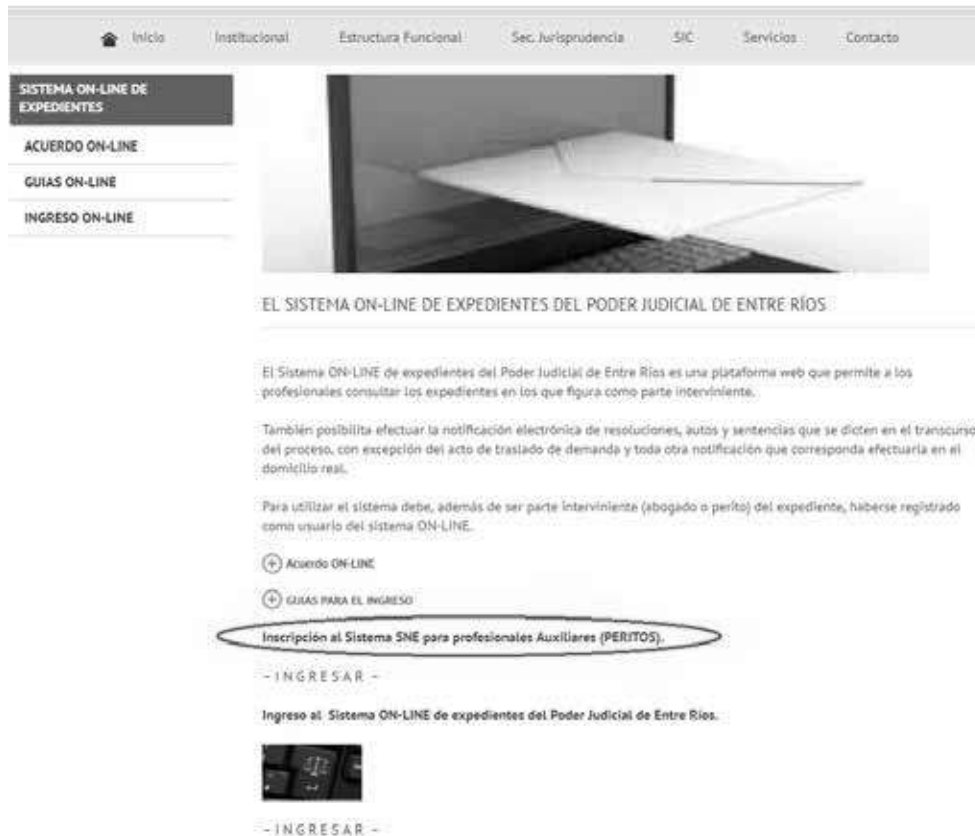 Inicio Institucional Estructura Funcional Sec. Jurisprudencia SIC Servicios Contacto
SISTEMA ON-LINE DE
EXPEDIENTES
ACUERDO ON-LINE
GUIAS ON-LINE
INGRESO ON-LINE
EL SISTEMA ON-LINE DE EXPEDIENTES DEL PODER JUDICIAL DE ENTRE RÍOS
El Sistema ON-LINE de expedientes del Poder Judicial de Entre Rios es una plataforma web que permite a los
profesionales consultar los expedientes en los que figura como parte interviniente.
También posibilita efectuar la notificación electrónica de resoluciones, autos y sentencias que se dicten en el transcurso
del proceso, con excepción del acto de traslado de demanda y toda otra notificación que corresponda efectuarla en el
domicilio real.
Para utilizar el sistema debe, además de ser parte interviniente (abogado o perito) del expediente, haberse registrado
como usuario del sistema ON-LINE.
Acuerdo ON-LINE
GUIAS PARA EL INGRESO
Inscripción al Sistema SNE para profesionales Auxiliares (PERITOS).
– I N G R E S A R –
Ingreso al Sistema ON-LINE de expedientes del Poder Judicial de Entre Rios.
– I N G R E S A R –